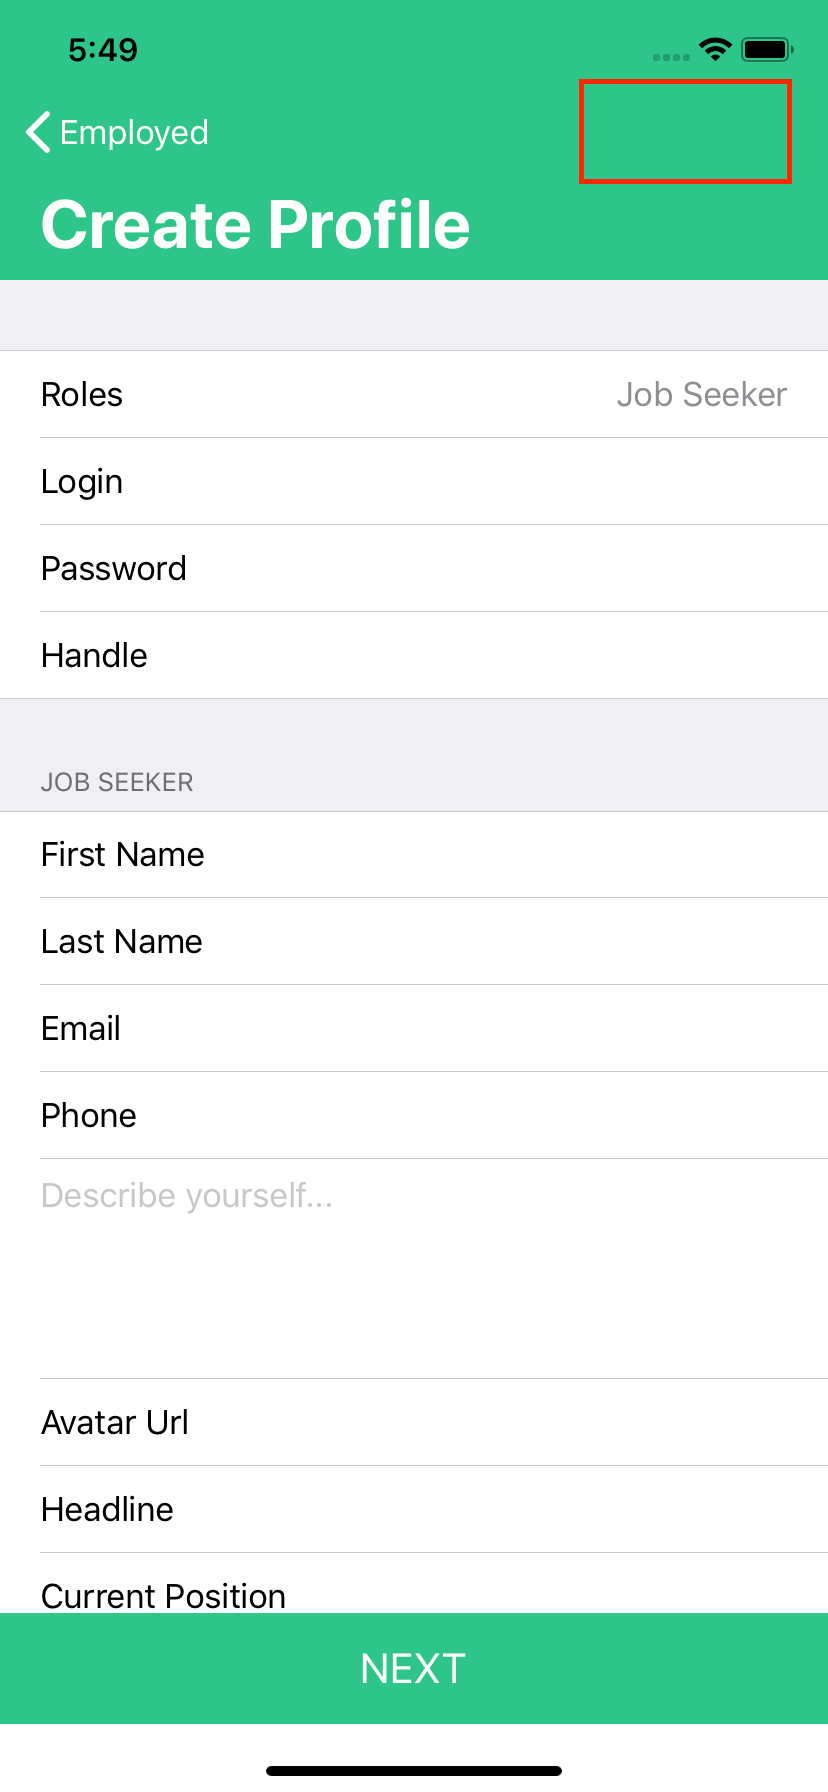 5:49
Employed
Create Profile
Roles Job Seeker
Login
Password
Handle
JOB SEEKER
First Name
Last Name
Email
Phone
Describe yourself...
Avatar Url
Headline
Current Position
NEXT